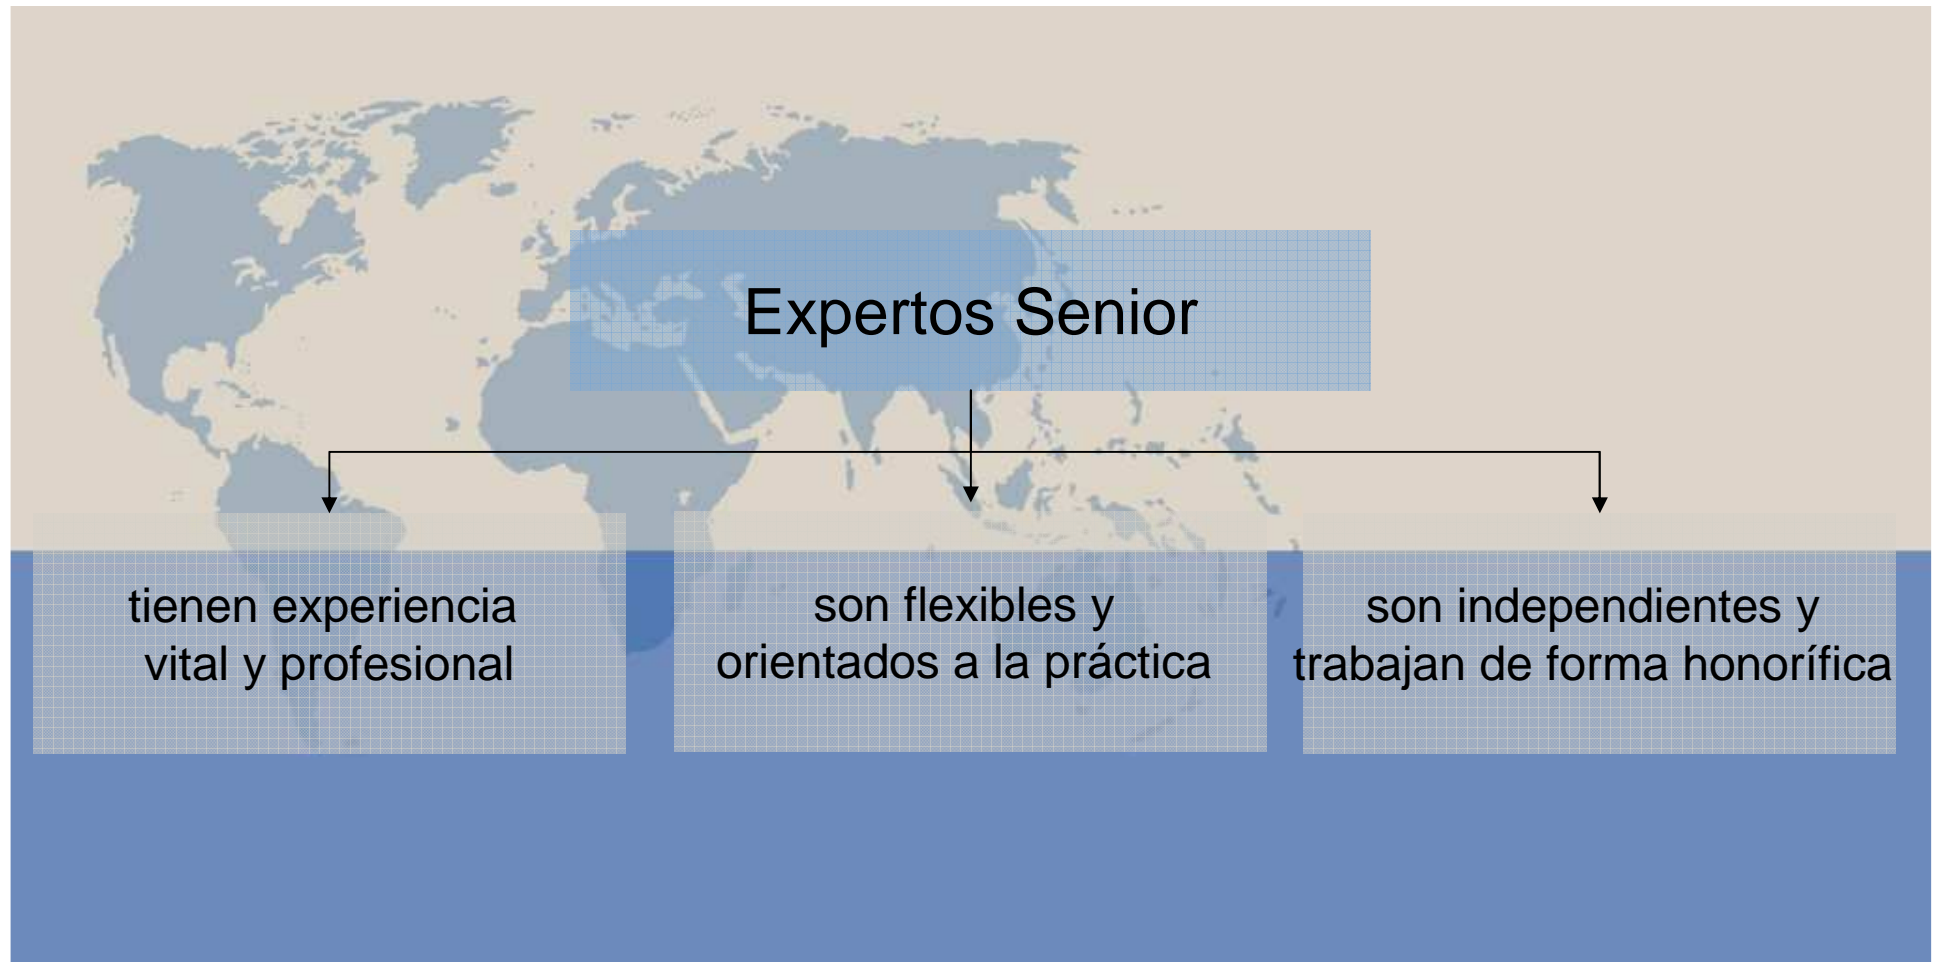 Expertos Senior
tienen experiencia
vital y profesional
son flexibles y
orientados a la práctica
son independientes y
trabajan de forma honorífica